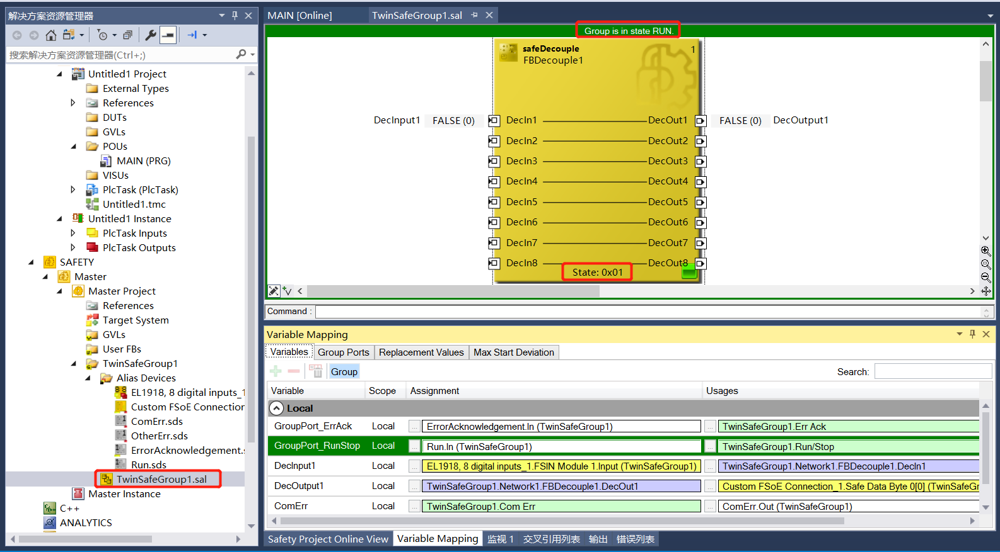 解决方案资源管理器
搜索解决方案资源管理器(Ctrl+;)
Untitled1 Project
External Types
References
DUTs
GVLs
POUs
MAIN (PRG)
VISUs
PlcTask (PlcTask)
Untitled1.tmc
Untitled1 Instance
PlcTask Inputs
PlcTask Outputs
SAFETY
Master
Master Project
References
Target System
GVLs
User FBs
TwinSafeGroup1
Alias Devices
EL1918, 8 digital inputs_1
Custom FSoE Connection
ComErr.sds
OtherErr.sds
ErrorAcknowledgement.s
Run.sds
TwinSafeGroup1.sal
Master Instance
C++
ANALYTICS
MAIN [Online]
TwinSafeGroup1.sal
Group is in state RUN.
safeDecouple
1
FBDecouple1
DecInput1 FALSE (0) DecIn1 DecOut1 FALSE (0) DecOutput1
DecIn2 DecOut2
DecIn3 DecOut3
DecIn4 DecOut4
DecIn5 DecOut5
DecIn6 DecOut6
DecIn7 DecOut7
DecIn8 DecOut8
State: 0x01
Command :
Variable Mapping
Variables Group Ports Replacement Values Max Start Deviation
Group Search:
Variable Scope Assignment Usages
Local
GroupPort_ErrAck Local ... ErrorAcknowledgement.In (TwinSafeGroup1) ... TwinSafeGroup1.Err Ack
GroupPort_RunStop Local ... Run.In (TwinSafeGroup1) ... TwinSafeGroup1.Run/Stop
DecInput1 Local ... EL1918, 8 digital inputs_1.FSIN Module 1.Input (TwinSafeGroup1) ... TwinSafeGroup1.Network1.FBDecouple1.DecIn1
DecOutput1 Local ... TwinSafeGroup1.Network1.FBDecouple1.DecOut1 ... Custom FSoE Connection_1.Safe Data Byte 0[0] (TwinSafeGr
ComErr Local ... TwinSafeGroup1.Com Err ... ComErr.Out (TwinSafeGroup1)
Safety Project Online View Variable Mapping 监视 1 交叉引用列表 输出 错误列表